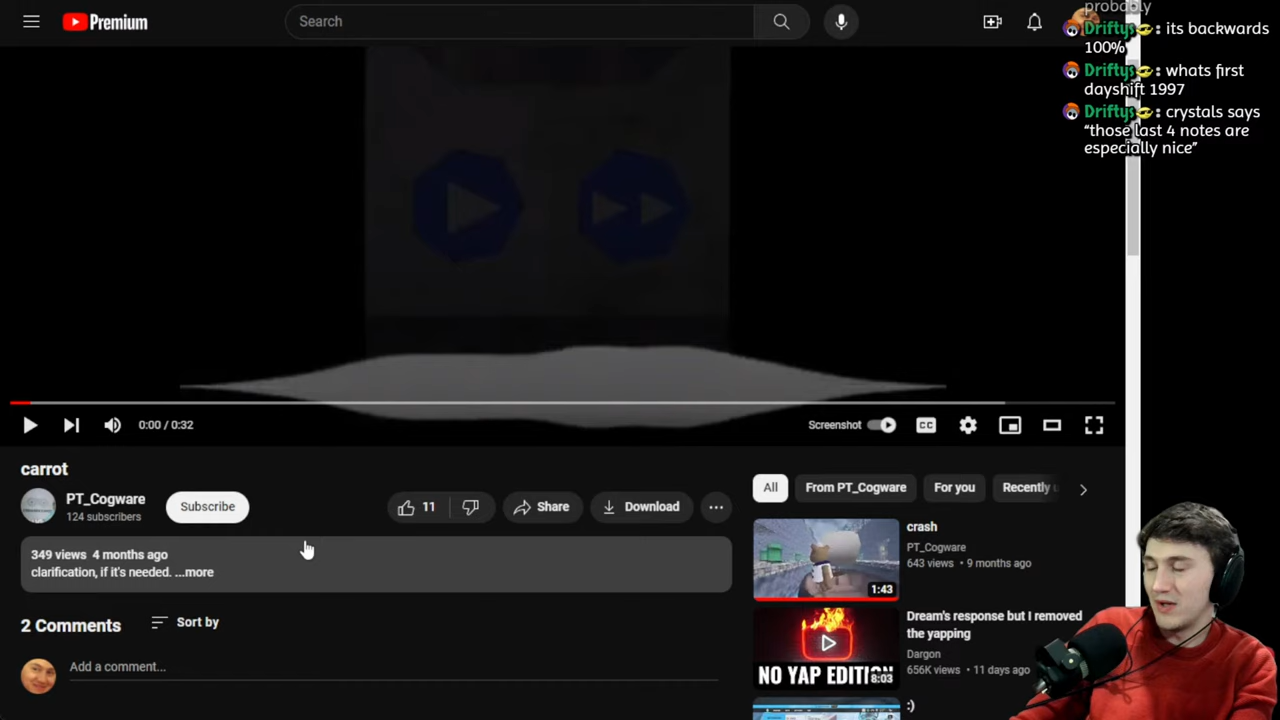 Premium
Search
probably
Driftys: its backwards
100%
Driftys: whats first
dayshift 1997
Driftys: crystals says
“those last 4 notes are
especially nice”
0:00 / 0:32
Screenshot
CC
carrot
PT_Cogware
124 subscribers
Subscribe
11
Share
Download
349 views 4 months ago
clarification, if it's needed. ...more
2 Comments
Sort by
Add a comment...
All
From PT_Cogware
For you
Recently u
crash
PT_Cogware
643 views • 9 months ago
1:43
Dream's response but I removed
the yapping
Dargon
656K views • 11 days ago
NO YAP EDITION
8:03
:)